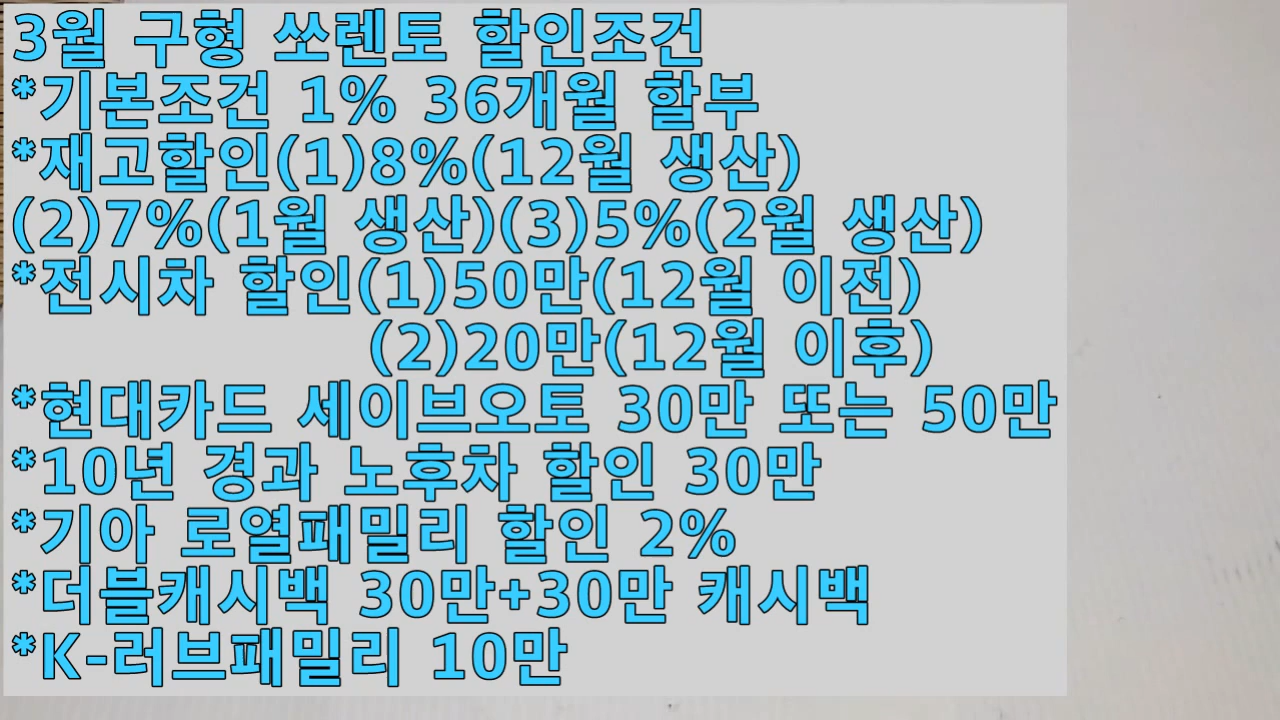 3월 구형 쏘렌토 할인조건
*기본조건 1% 36개월 할부
*재고할인(1)8%(12월 생산)
(2)7%(1월 생산)(3)5%(2월 생산)
*전시차 할인(1)50만(12월 이전)
(2)20만(12월 이후)
*현대카드 세이브오토 30만 또는 50만
*10년 경과 노후차 할인 30만
*기아 로열패밀리 할인 2%
*더블캐시백 30만+30만 캐시백
*K-러브패밀리 10만